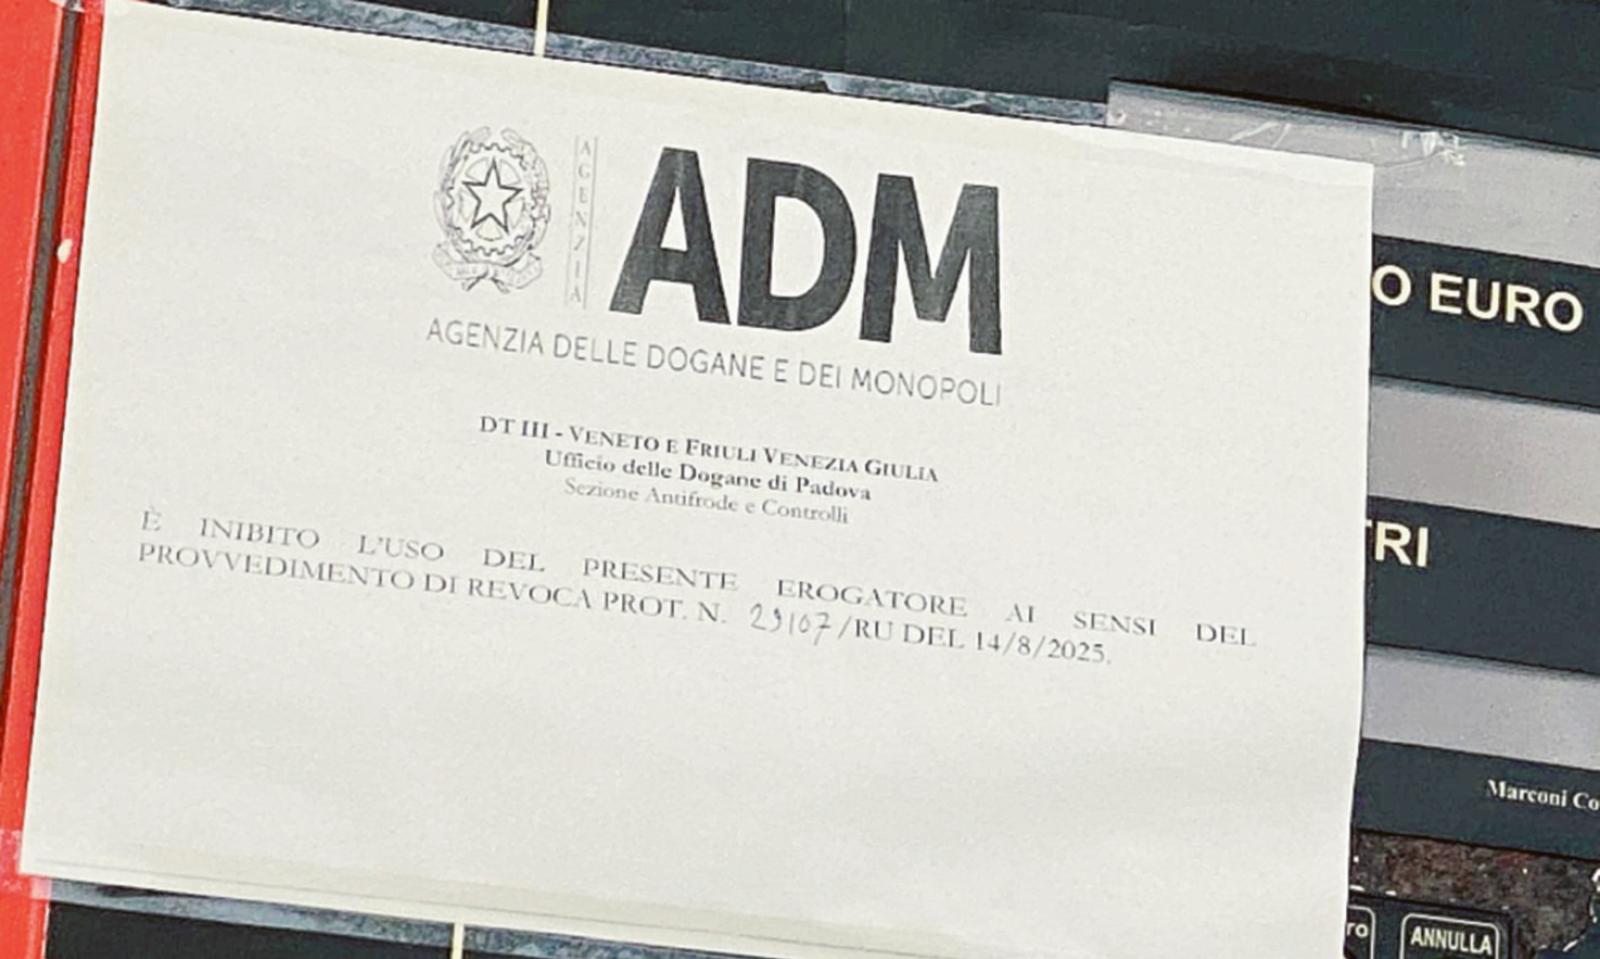 AGENZIA
ADM
AGENZIA DELLE DOGANE E DEI MONOPOLI
DT III - VENETO E FRIULI VENEZIA GIULIA
Ufficio delle Dogane di Padova
Sezione Antifrode e Controlli
È INIBITO L'USO DEL PRESENTE EROGATORE AI SENSI DEL
PROVVEDIMENTO DI REVOCA PROT. N. 29107/RU DEL 14/8/2025.
O EURO
TRI
Marconi Co
ro
ANNULLA